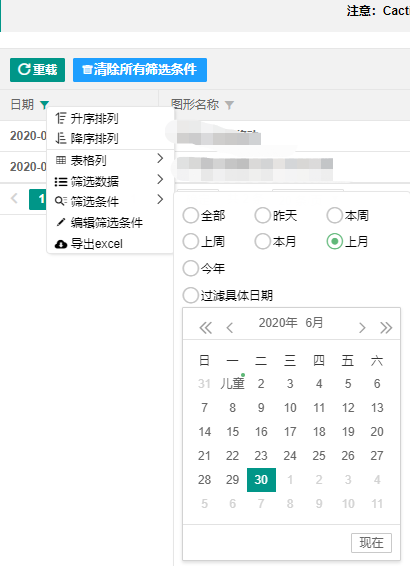 注意：Cact
重载 清除所有筛选条件
日期 图形名称
2020-0
2020-0
1
升序排列
降序排列
表格列
筛选数据
筛选条件
编辑筛选条件
导出excel
全部 昨天 本周
上周 本月 上月
今年
过滤具体日期
2020年 6月
日 一 二 三 四 五 六
31 儿童 2 3 4 5 6
7 8 9 10 11 12 13
14 15 16 17 18 19 20
21 22 23 24 25 26 27
28 29 30 1 2 3 4
5 6 7 8 9 10 11
现在